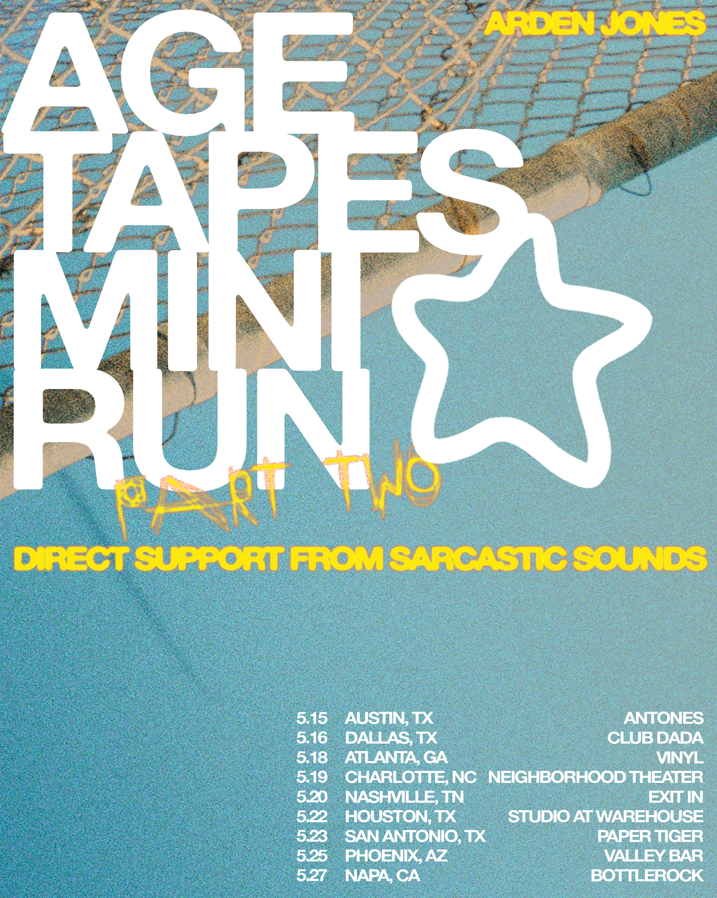 ARDEN JONES
AGE
TAPES
MINI
RUN
PART TWO
DIRECT SUPPORT FROM SARCASTIC SOUNDS
5.15 AUSTIN, TX ANTONES
5.16 DALLAS, TX CLUB DADA
5.18 ATLANTA, GA VINYL
5.19 CHARLOTTE, NC NEIGHBORHOOD THEATER
5.20 NASHVILLE, TN EXIT IN
5.22 HOUSTON, TX STUDIO AT WAREHOUSE
5.23 SAN ANTONIO, TX PAPER TIGER
5.25 PHOENIX, AZ VALLEY BAR
5.27 NAPA, CA BOTTLEROCK